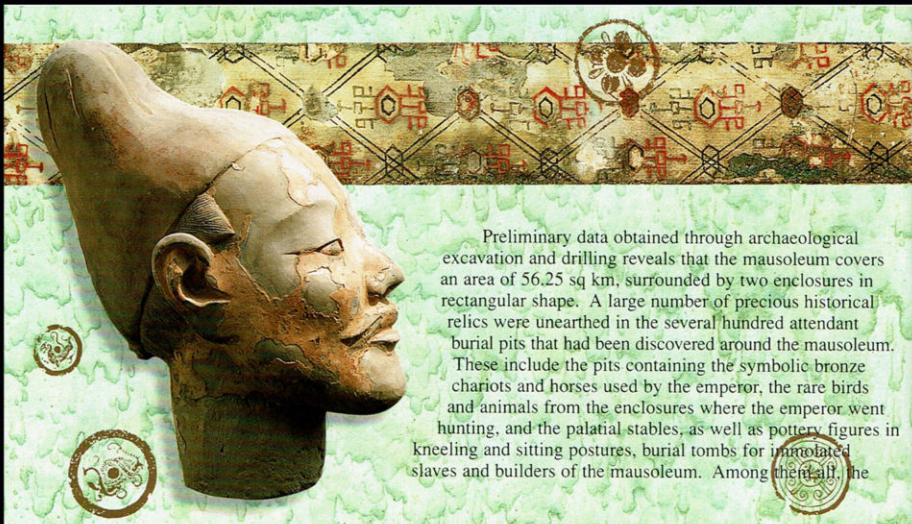 Preliminary data obtained through archaeological
excavation and drilling reveals that the mausoleum covers
an area of 56.25 sq km, surrounded by two enclosures in
rectangular shape. A large number of precious historical
relics were unearthed in the several hundred attendant
burial pits that had been discovered around the mausoleum.
These include the pits containing the symbolic bronze
chariots and horses used by the emperor, the rare birds
and animals from the enclosures where the emperor went
hunting, and the palatial stables, as well as pottery figures in
kneeling and sitting postures, burial tombs for immolated
slaves and builders of the mausoleum. Among them all, the